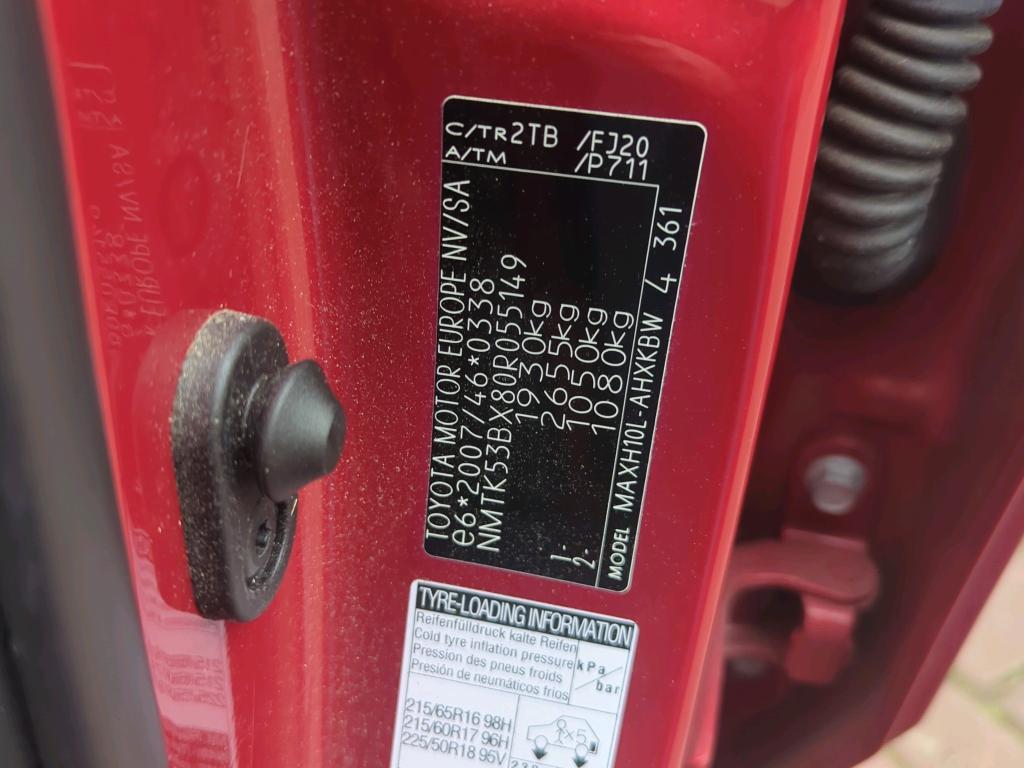 C/TR2TB /FJ20
A/TM /P711
TOYOTA MOTOR EUROPE NV/SA
e6*2007/46*0338
NMTK53BX80R055149
1930kg
2655kg
1- 1050kg
2- 1080kg
MODEL MAXH10L-AHXKBW 4 361
TYRE-LOADING INFORMATION
Reifenfülldruck kalte Reifen
Cold tyre inflation pressure
Pression des pneus froids
Presión de neumáticos frios
kPa/bar
215/65R16 98H
215/60R17 96H
225/50R18 95V
x5